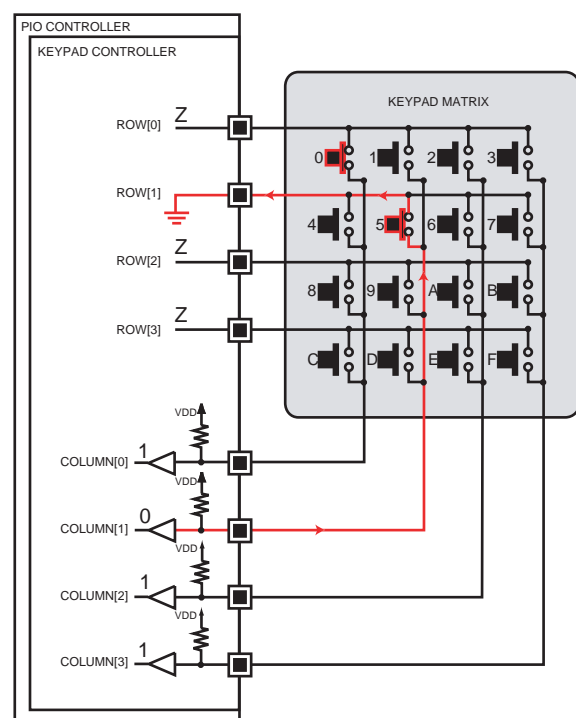 PIO CONTROLLER
KEYPAD CONTROLLER
KEYPAD MATRIX
ROW[0] Z
0 1 2 3
ROW[1]
4 5 6 7
ROW[2] Z
8 9 A B
ROW[3] Z
C D E F
VDD
COLUMN[0] 1
VDD
COLUMN[1] 0
VDD
COLUMN[2] 1
VDD
COLUMN[3] 1